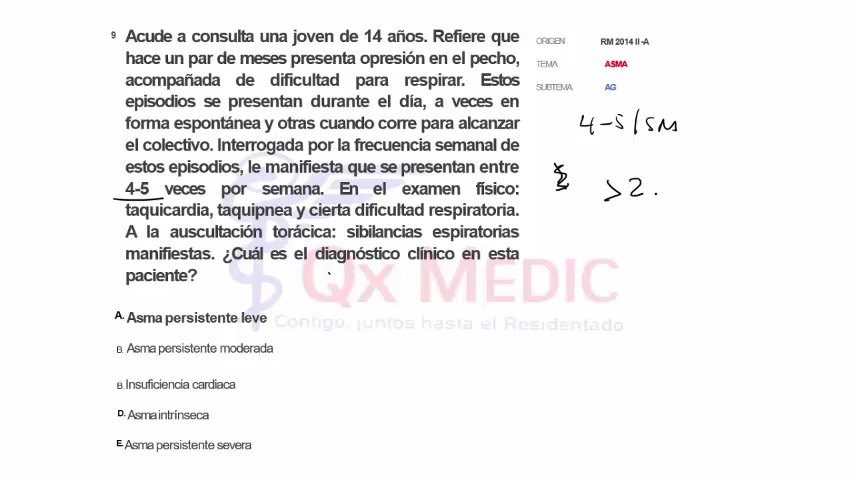 9 Acude a consulta una joven de 14 años. Refiere que
hace un par de meses presenta opresión en el pecho,
acompañada de dificultad para respirar. Estos
episodios se presentan durante el día, a veces en
forma espontánea y otras cuando corre para alcanzar
el colectivo. Interrogada por la frecuencia semanal de
estos episodios, le manifiesta que se presentan entre
4-5 veces por semana. En el examen físico:
taquicardia, taquipnea y cierta dificultad respiratoria.
A la auscultación torácica: sibilancias espiratorias
manifiestas. ¿Cuál es el diagnóstico clínico en esta
paciente?
A. Asma persistente leve
B. Asma persistente moderada
B. Insuficiencia cardiaca
D. Asma intrínseca
E. Asma persistente severa
ORIGEN RM 2014 II -A
TEMA ASMA
SUBTEMA AG
4-5/SM
>2.
Qx MEDIC
Contigo, juntos hasta el Residentado